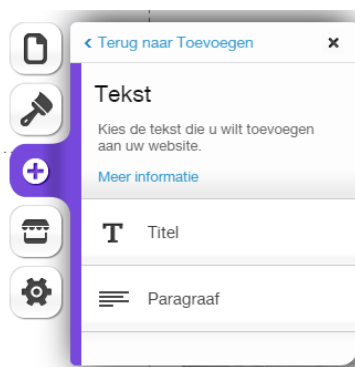 Terug naar Toevoegen
Tekst
Kies de tekst die u wilt toevoegen
aan uw website.
Meer informatie
T Titel
Paragraaf